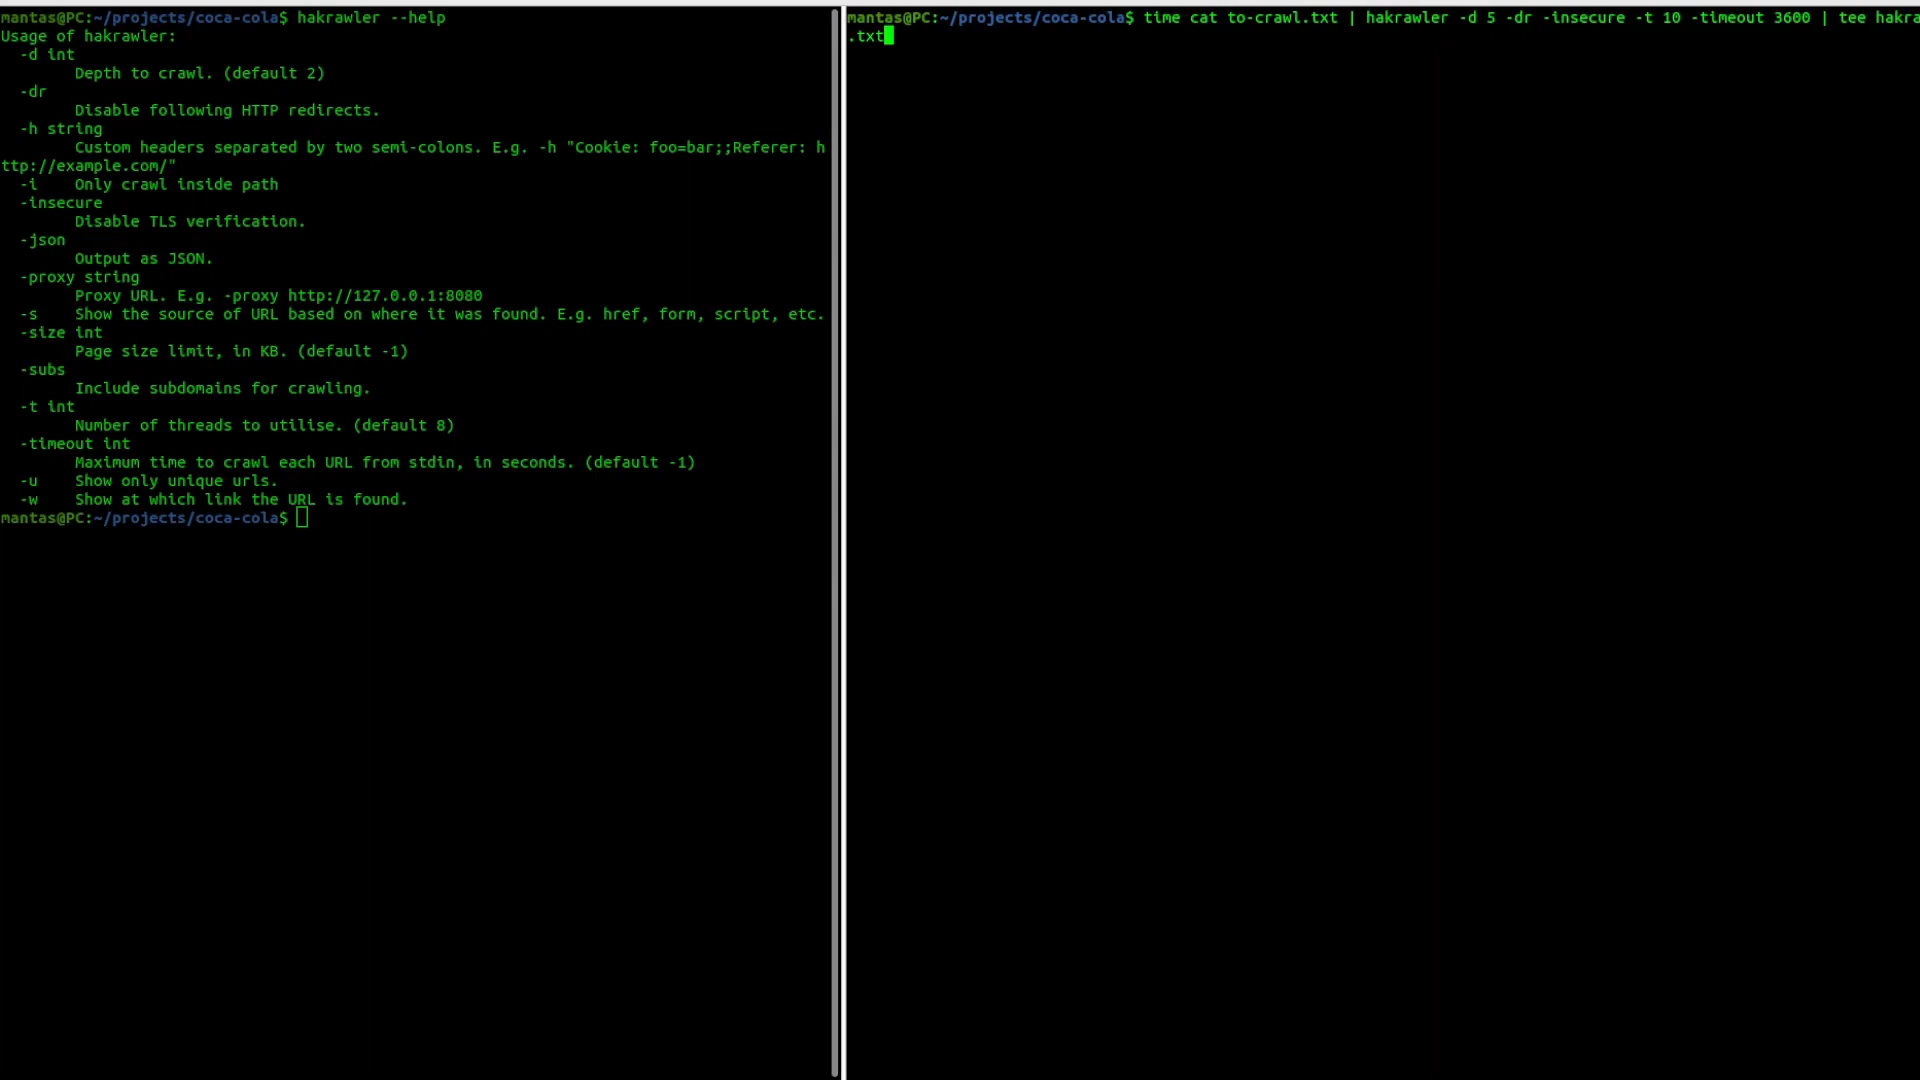 mantas@PC:~/projects/coca-cola$ hakrawler --help
Usage of hakrawler:
  -d int
        Depth to crawl. (default 2)
  -dr
        Disable following HTTP redirects.
  -h string
        Custom headers separated by two semi-colons. E.g. -h "Cookie: foo=bar;;Referer: h
ttp://example.com/"
  -i    Only crawl inside path
  -insecure
        Disable TLS verification.
  -json
        Output as JSON.
  -proxy string
        Proxy URL. E.g. -proxy http://127.0.0.1:8080
  -s    Show the source of URL based on where it was found. E.g. href, form, script, etc.
  -size int
        Page size limit, in KB. (default -1)
  -subs
        Include subdomains for crawling.
  -t int
        Number of threads to utilise. (default 8)
  -timeout int
        Maximum time to crawl each URL from stdin, in seconds. (default -1)
  -u    Show only unique urls.
  -w    Show at which link the URL is found.
mantas@PC:~/projects/coca-cola$
mantas@PC:~/projects/coca-cola$ time cat to-crawl.txt | hakrawler -d 5 -dr -insecure -t 10 -timeout 3600 | tee hakra
.txt